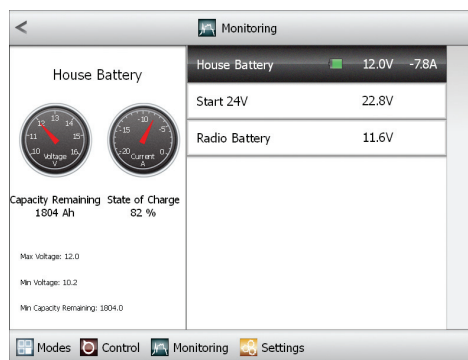 <
Monitoring
House Battery
13 14
12 15
11 16
10
Voltage
V
-10
-15 -5
-20 0
Current
A
Capacity Remaining State of Charge
1804 Ah 82 %
Max Voltage: 12.0
Min Voltage: 10.2
Min Capacity Remaining: 1804.0
House Battery 12.0V -7.8A
Start 24V 22.8V
Radio Battery 11.6V
Modes Control Monitoring Settings